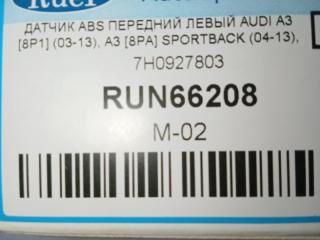 ДАТЧИК ABS ПЕРЕДНИЙ ЛЕВЫЙ AUDI A3
[8P1] (03-13), A3 [8PA] SPORTBACK (04-13),
7H0927803
RUN66208
M-02